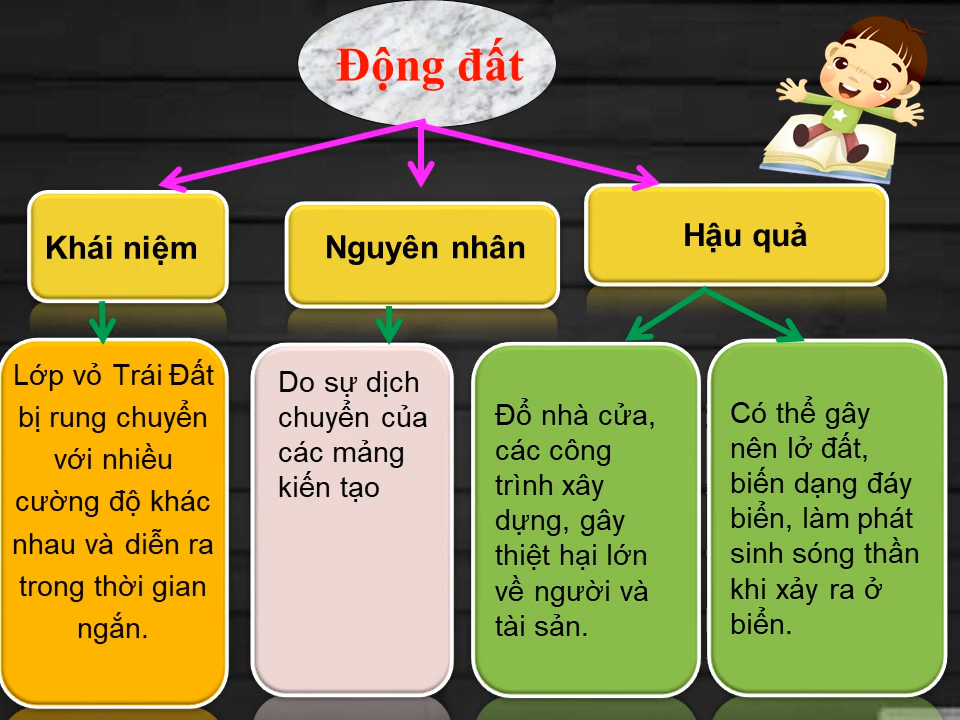 Động đất
Khái niệm
Nguyên nhân
Hậu quả
Lớp vỏ Trái Đất
bị rung chuyển
với nhiều
cường độ khác
nhau và diễn ra
trong thời gian
ngắn.
Do sự dịch
chuyển của
các mảng
kiến tạo
Đổ nhà cửa,
các công
trình xây
dựng, gây
thiệt hại lớn
về người và
tài sản.
Có thể gây
nên lở đất,
biến dạng đáy
biển, làm phát
sinh sóng thần
khi xảy ra ở
biển.